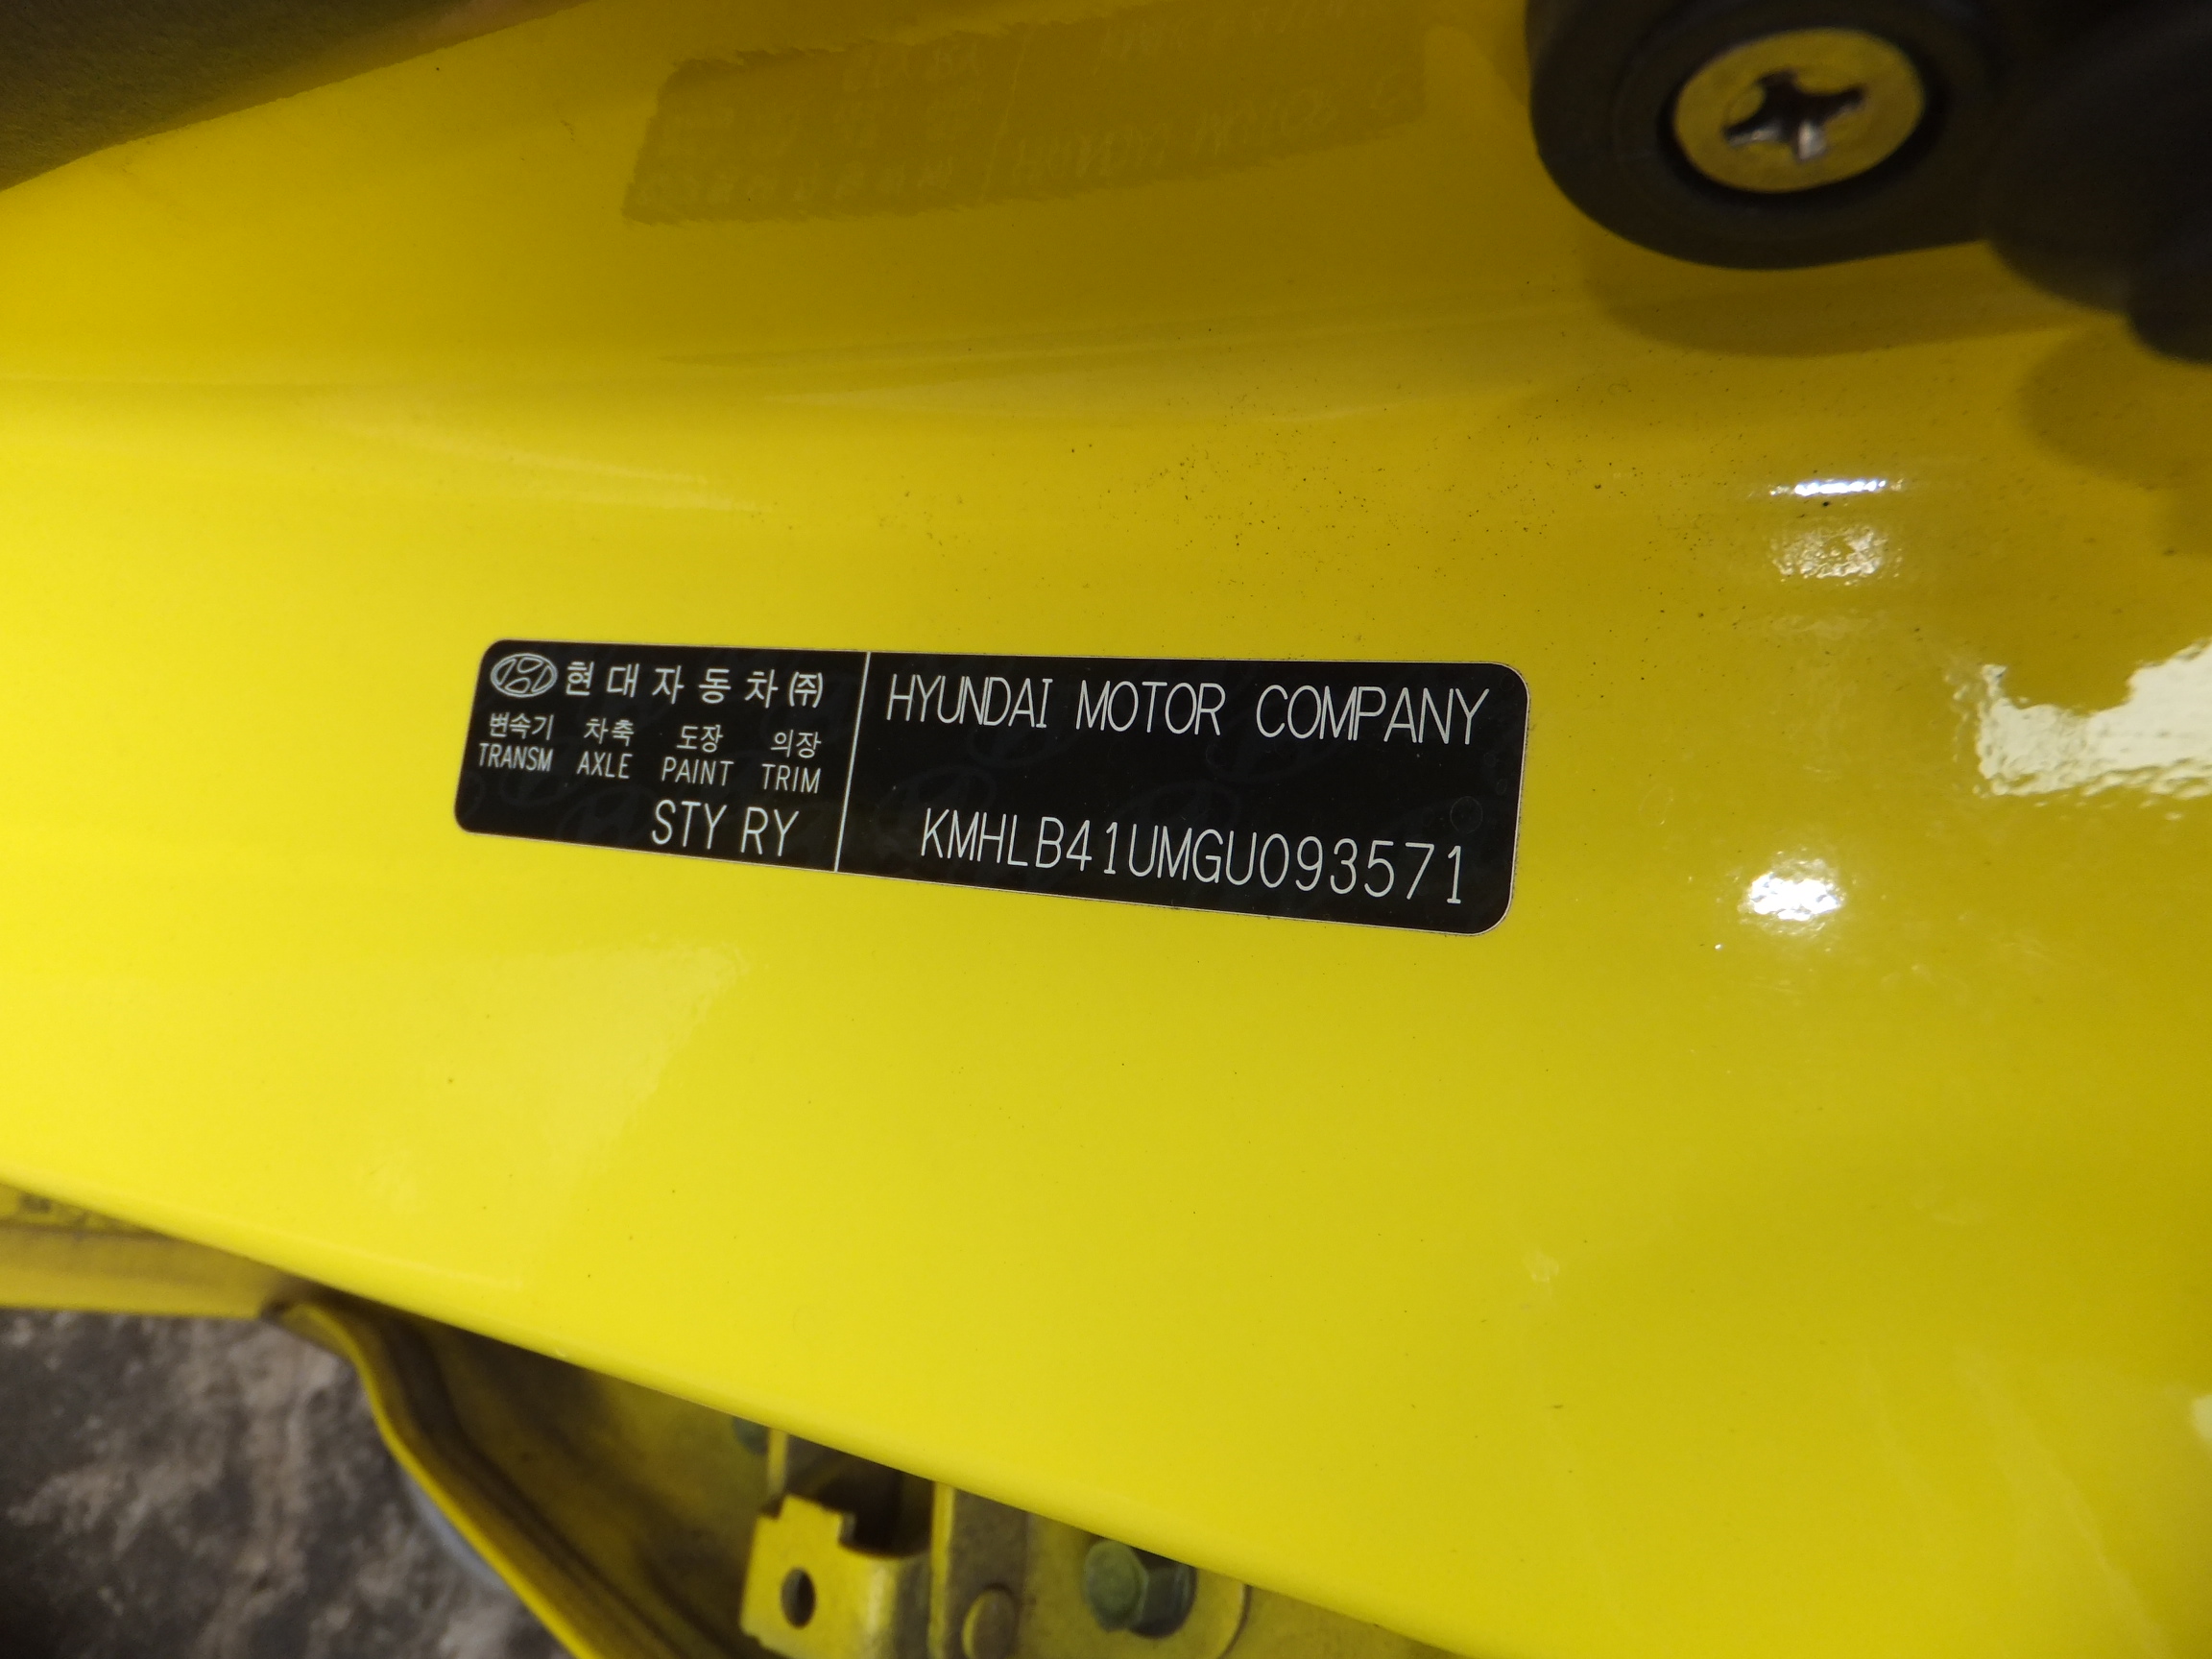 현대자동차㈜
변속기 차축 도장 의장
TRANSM AXLE PAINT TRIM
STY RY
HYUNDAI MOTOR COMPANY
KMHLB41UMGU093571